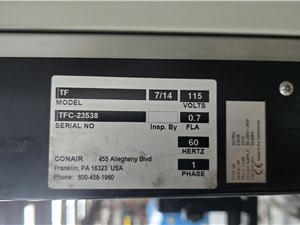 TF 7/14 115
MODEL VOLTS
TFC-23538 0.7
SERIAL NO Insp. By FLA
60
HERTZ
CONAIR 455 Allegheny Blvd
Franklin, PA 16323 USA
Phone: 800-458-1960
1
PHASE